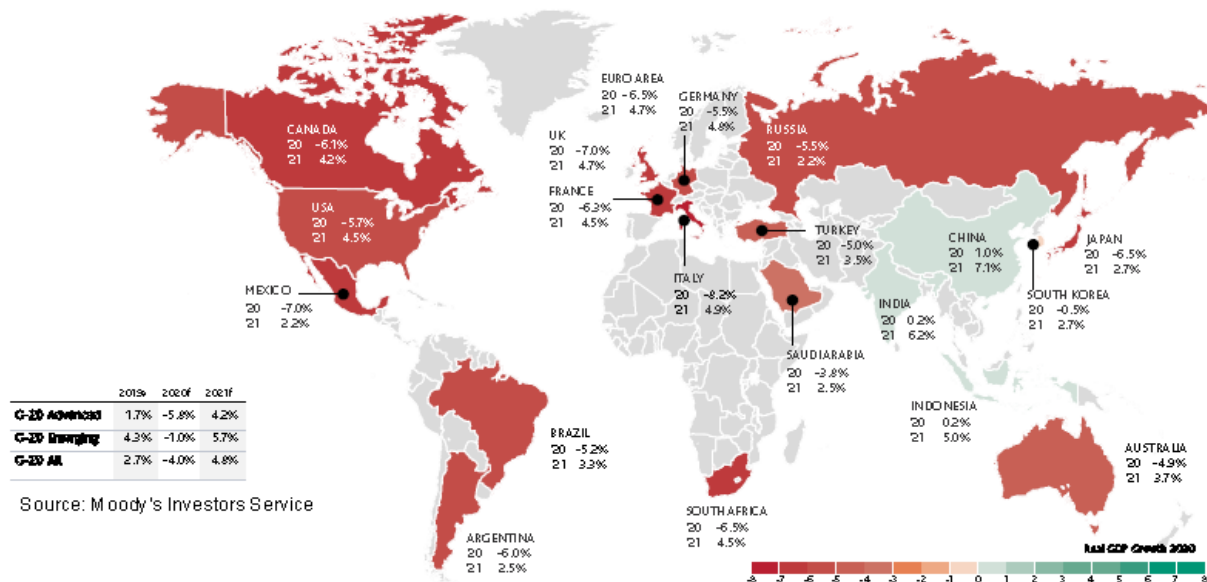 EURO AREA
'20 -6.5%
'21 4.7%
GERMANY
'20 -5.5%
'21 4.8%
CANADA
'20 -6.1%
'21 4.2%
UK
'20 -7.0%
'21 4.7%
RUSSIA
'20 -5.5%
'21 2.2%
FRANCE
'20 -6.3%
'21 4.5%
USA
'20 -5.7%
'21 4.5%
TURKEY
'20 -5.0%
'21 3.5%
CHINA
'20 1.0%
'21 7.1%
JAPAN
'20 -6.5%
'21 2.7%
ITALY
'20 -8.2%
'21 4.9%
MEXICO
'20 -7.0%
'21 2.2%
INDIA
'20 0.2%
'21 6.2%
SOUTH KOREA
'20 -0.5%
'21 2.7%
SAUDI ARABIA
'20 -3.8%
'21 2.5%
2019e 2020f 2021f
G-20 Advanced 1.7% -5.8% 4.2%
G-20 Emerging 4.3% -1.0% 5.7%
G-20 All 2.7% -4.0% 4.8%
Source: Moody's Investors Service
BRAZIL
'20 -5.2%
'21 3.3%
INDONESIA
'20 0.2%
'21 5.0%
AUSTRALIA
'20 -4.9%
'21 3.7%
SOUTH AFRICA
'20 -6.5%
'21 4.5%
ARGENTINA
'20 -6.0%
'21 2.5%
Real GDP Growth 2020
-8 -7 -6 -5 -4 -3 -2 -1 0 1 2 3 4 5 6 7 8